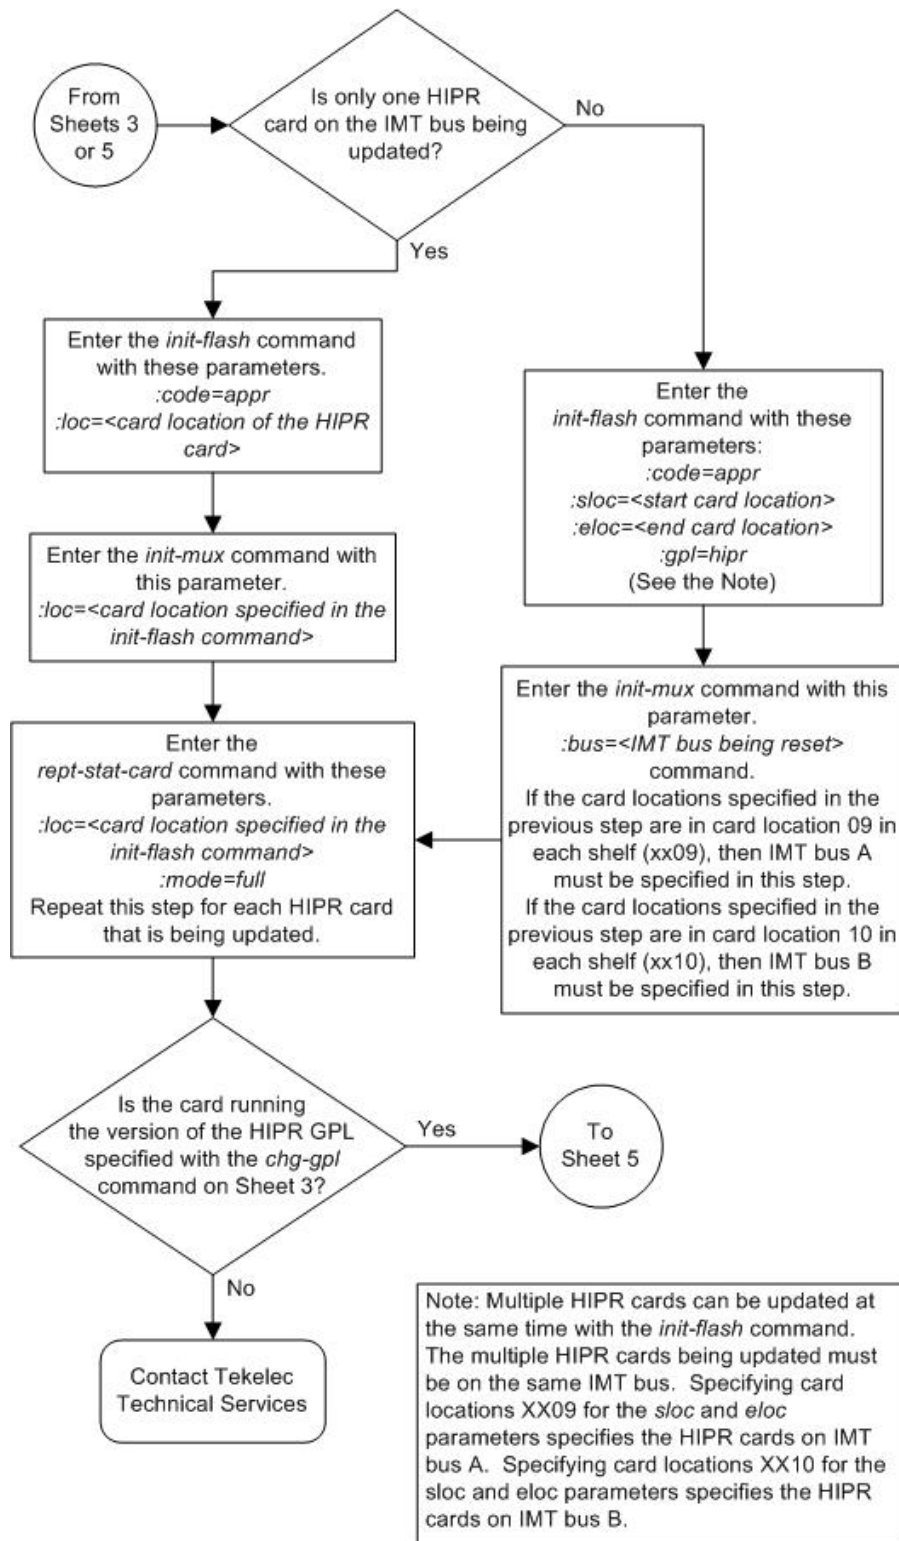 From
Sheets 3
or 5
Is only one HIPR
card on the IMT bus being
updated?
No
Yes
Enter the init-flash command
with these parameters.
:code=appr
:loc=<card location of the HIPR
card>
Enter the
init-flash command with these
parameters:
:code=appr
:sloc=<start card location>
:eloc=<end card location>
:gpl=hipr
(See the Note)
Enter the init-mux command with
this parameter.
:loc=<card location specified in the
init-flash command>
Enter the init-mux command with this
parameter.
:bus=<IMT bus being reset>
command.
If the card locations specified in the
previous step are in card location 09 in
each shelf (xx09), then IMT bus A
must be specified in this step.
If the card locations specified in the
previous step are in card location 10 in
each shelf (xx10), then IMT bus B
must be specified in this step.
Enter the
rept-stat-card command with these
parameters.
:loc=<card location specified in the
init-flash command>
:mode=full
Repeat this step for each HIPR card
that is being updated.
Is the card running
the version of the HIPR GPL
specified with the chg-gpl
command on Sheet 3?
Yes
To
Sheet 5
No
Contact Tekelec
Technical Services
Note: Multiple HIPR cards can be updated at
the same time with the init-flash command.
The multiple HIPR cards being updated must
be on the same IMT bus. Specifying card
locations XX09 for the sloc and eloc
parameters specifies the HIPR cards on IMT
bus A. Specifying card locations XX10 for the
sloc and eloc parameters specifies the HIPR
cards on IMT bus B.